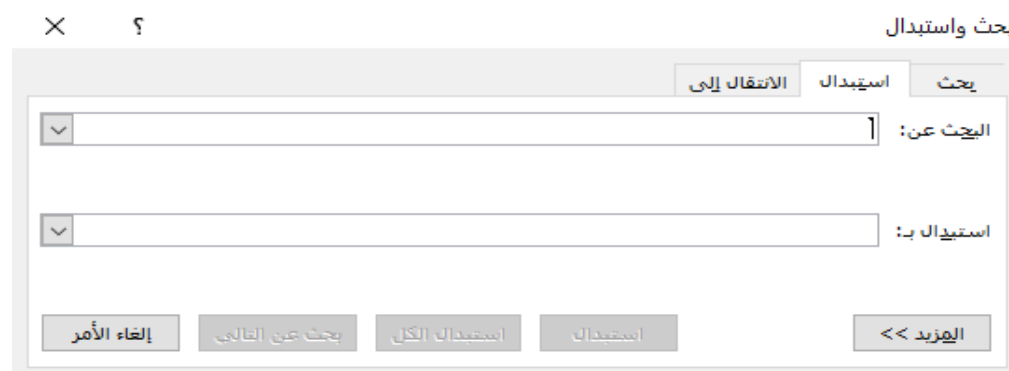 بحث واستبدال ؟
بحث استبدال الانتقال إلى
البحث عن:
استبدال بـ:
المزيد >> استبدال استبدال الكل بحث عن التالي إلغاء الأمر